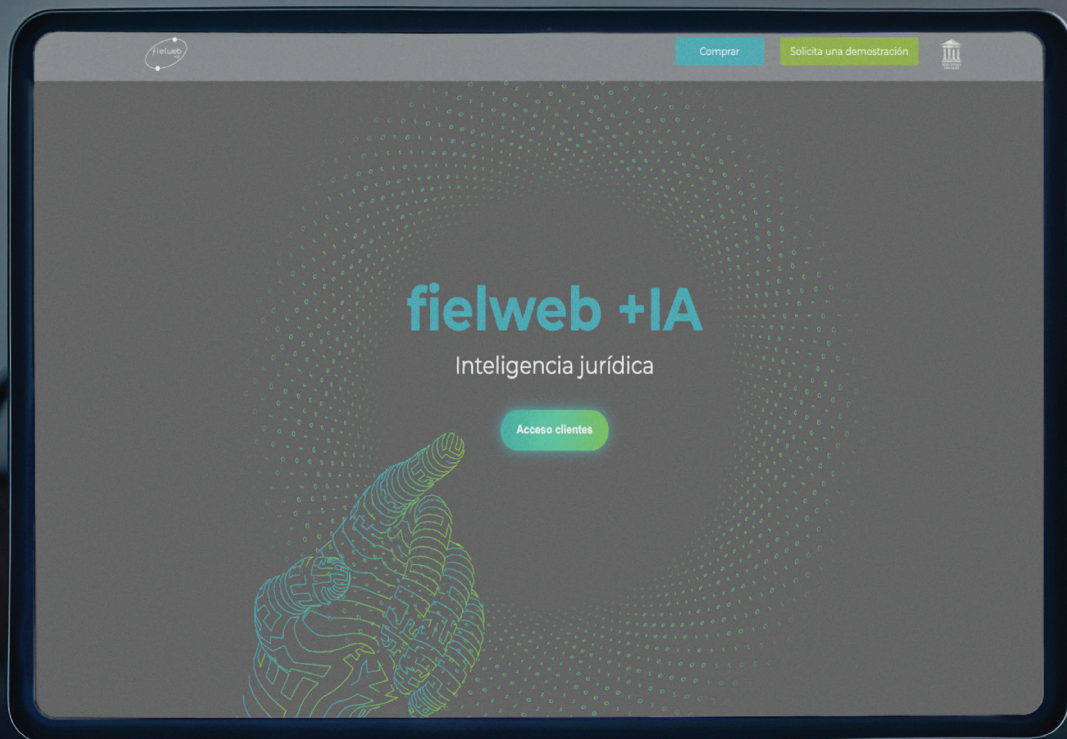 fielweb
Comprar
Solicita una demostración
fielweb +IA
Inteligencia jurídica
Acceso clientes